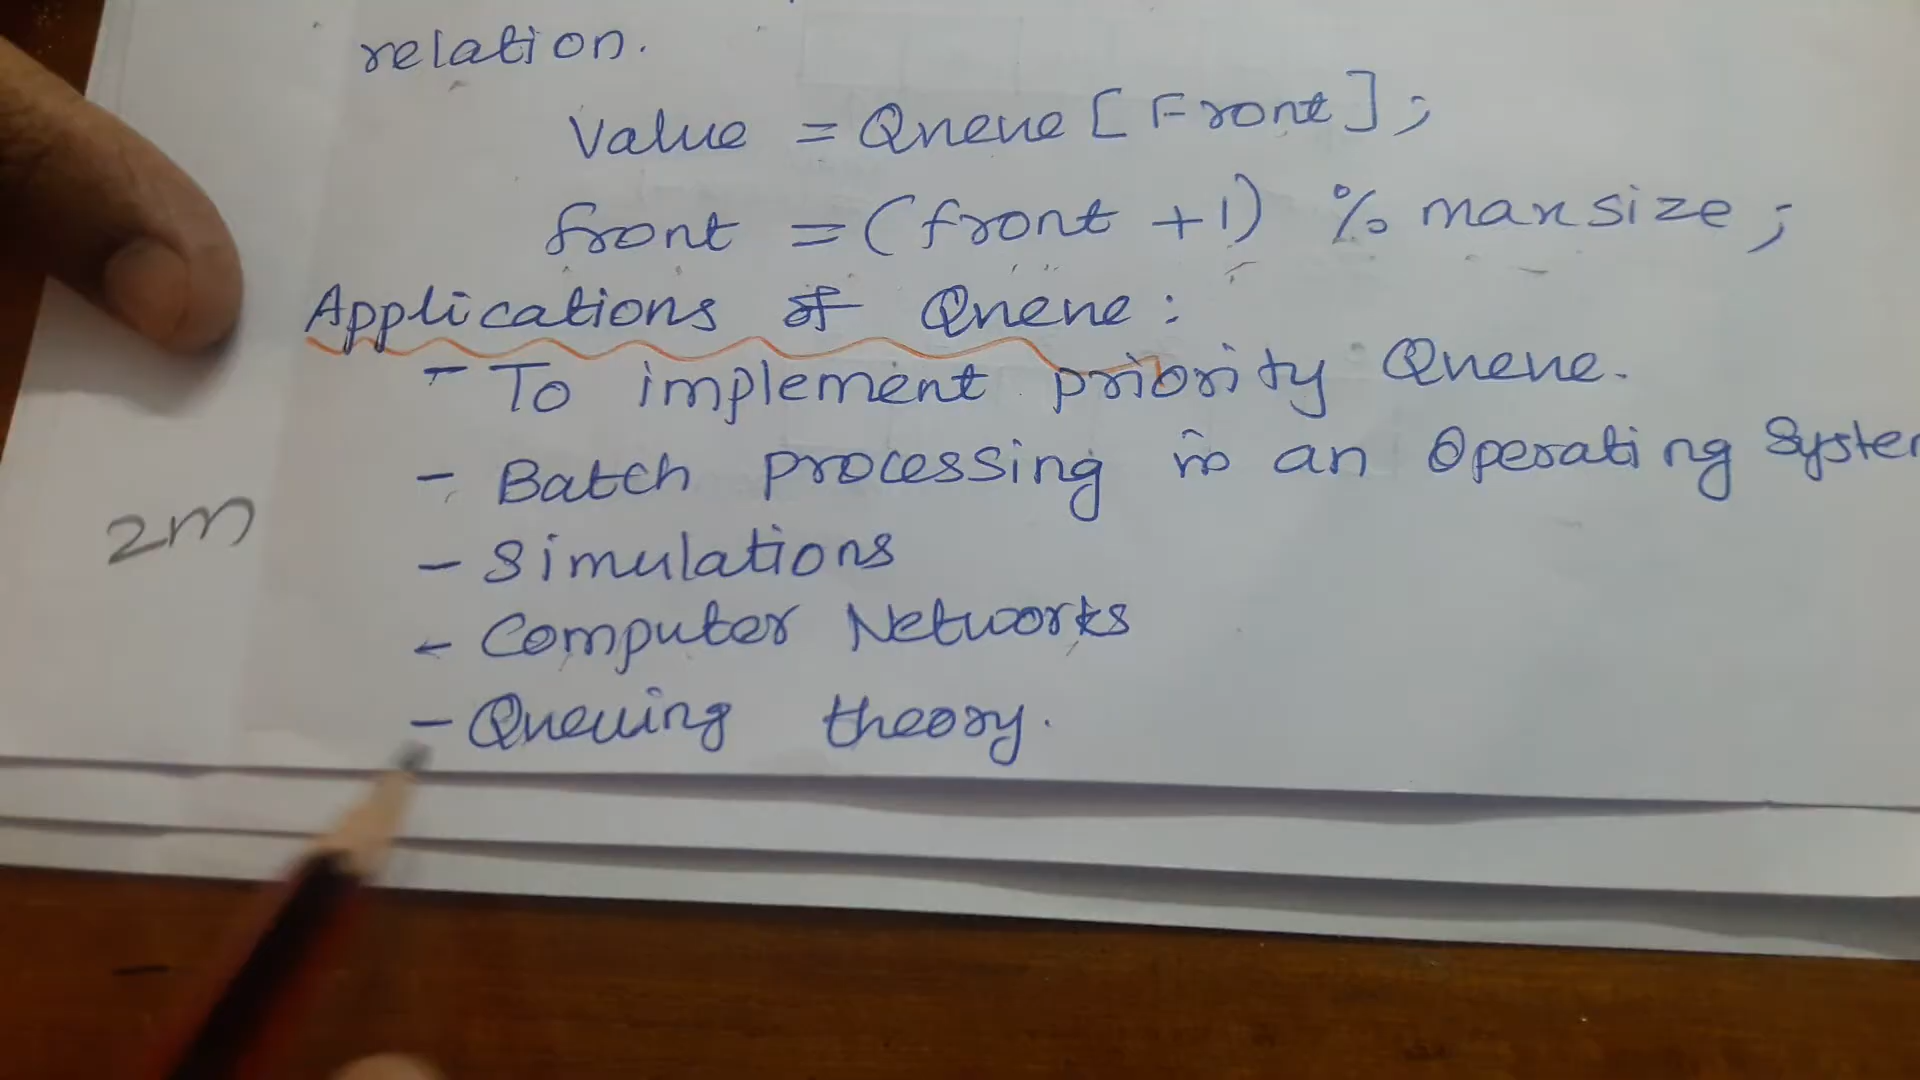 relation.
Value = Queue [Front];
front = (front +1) % maxsize;
Applications of Queue:
- To implement priority Queue.
- Batch processing in an Operating System
2m
- Simulations
- Computer Networks
- Queuing theory.